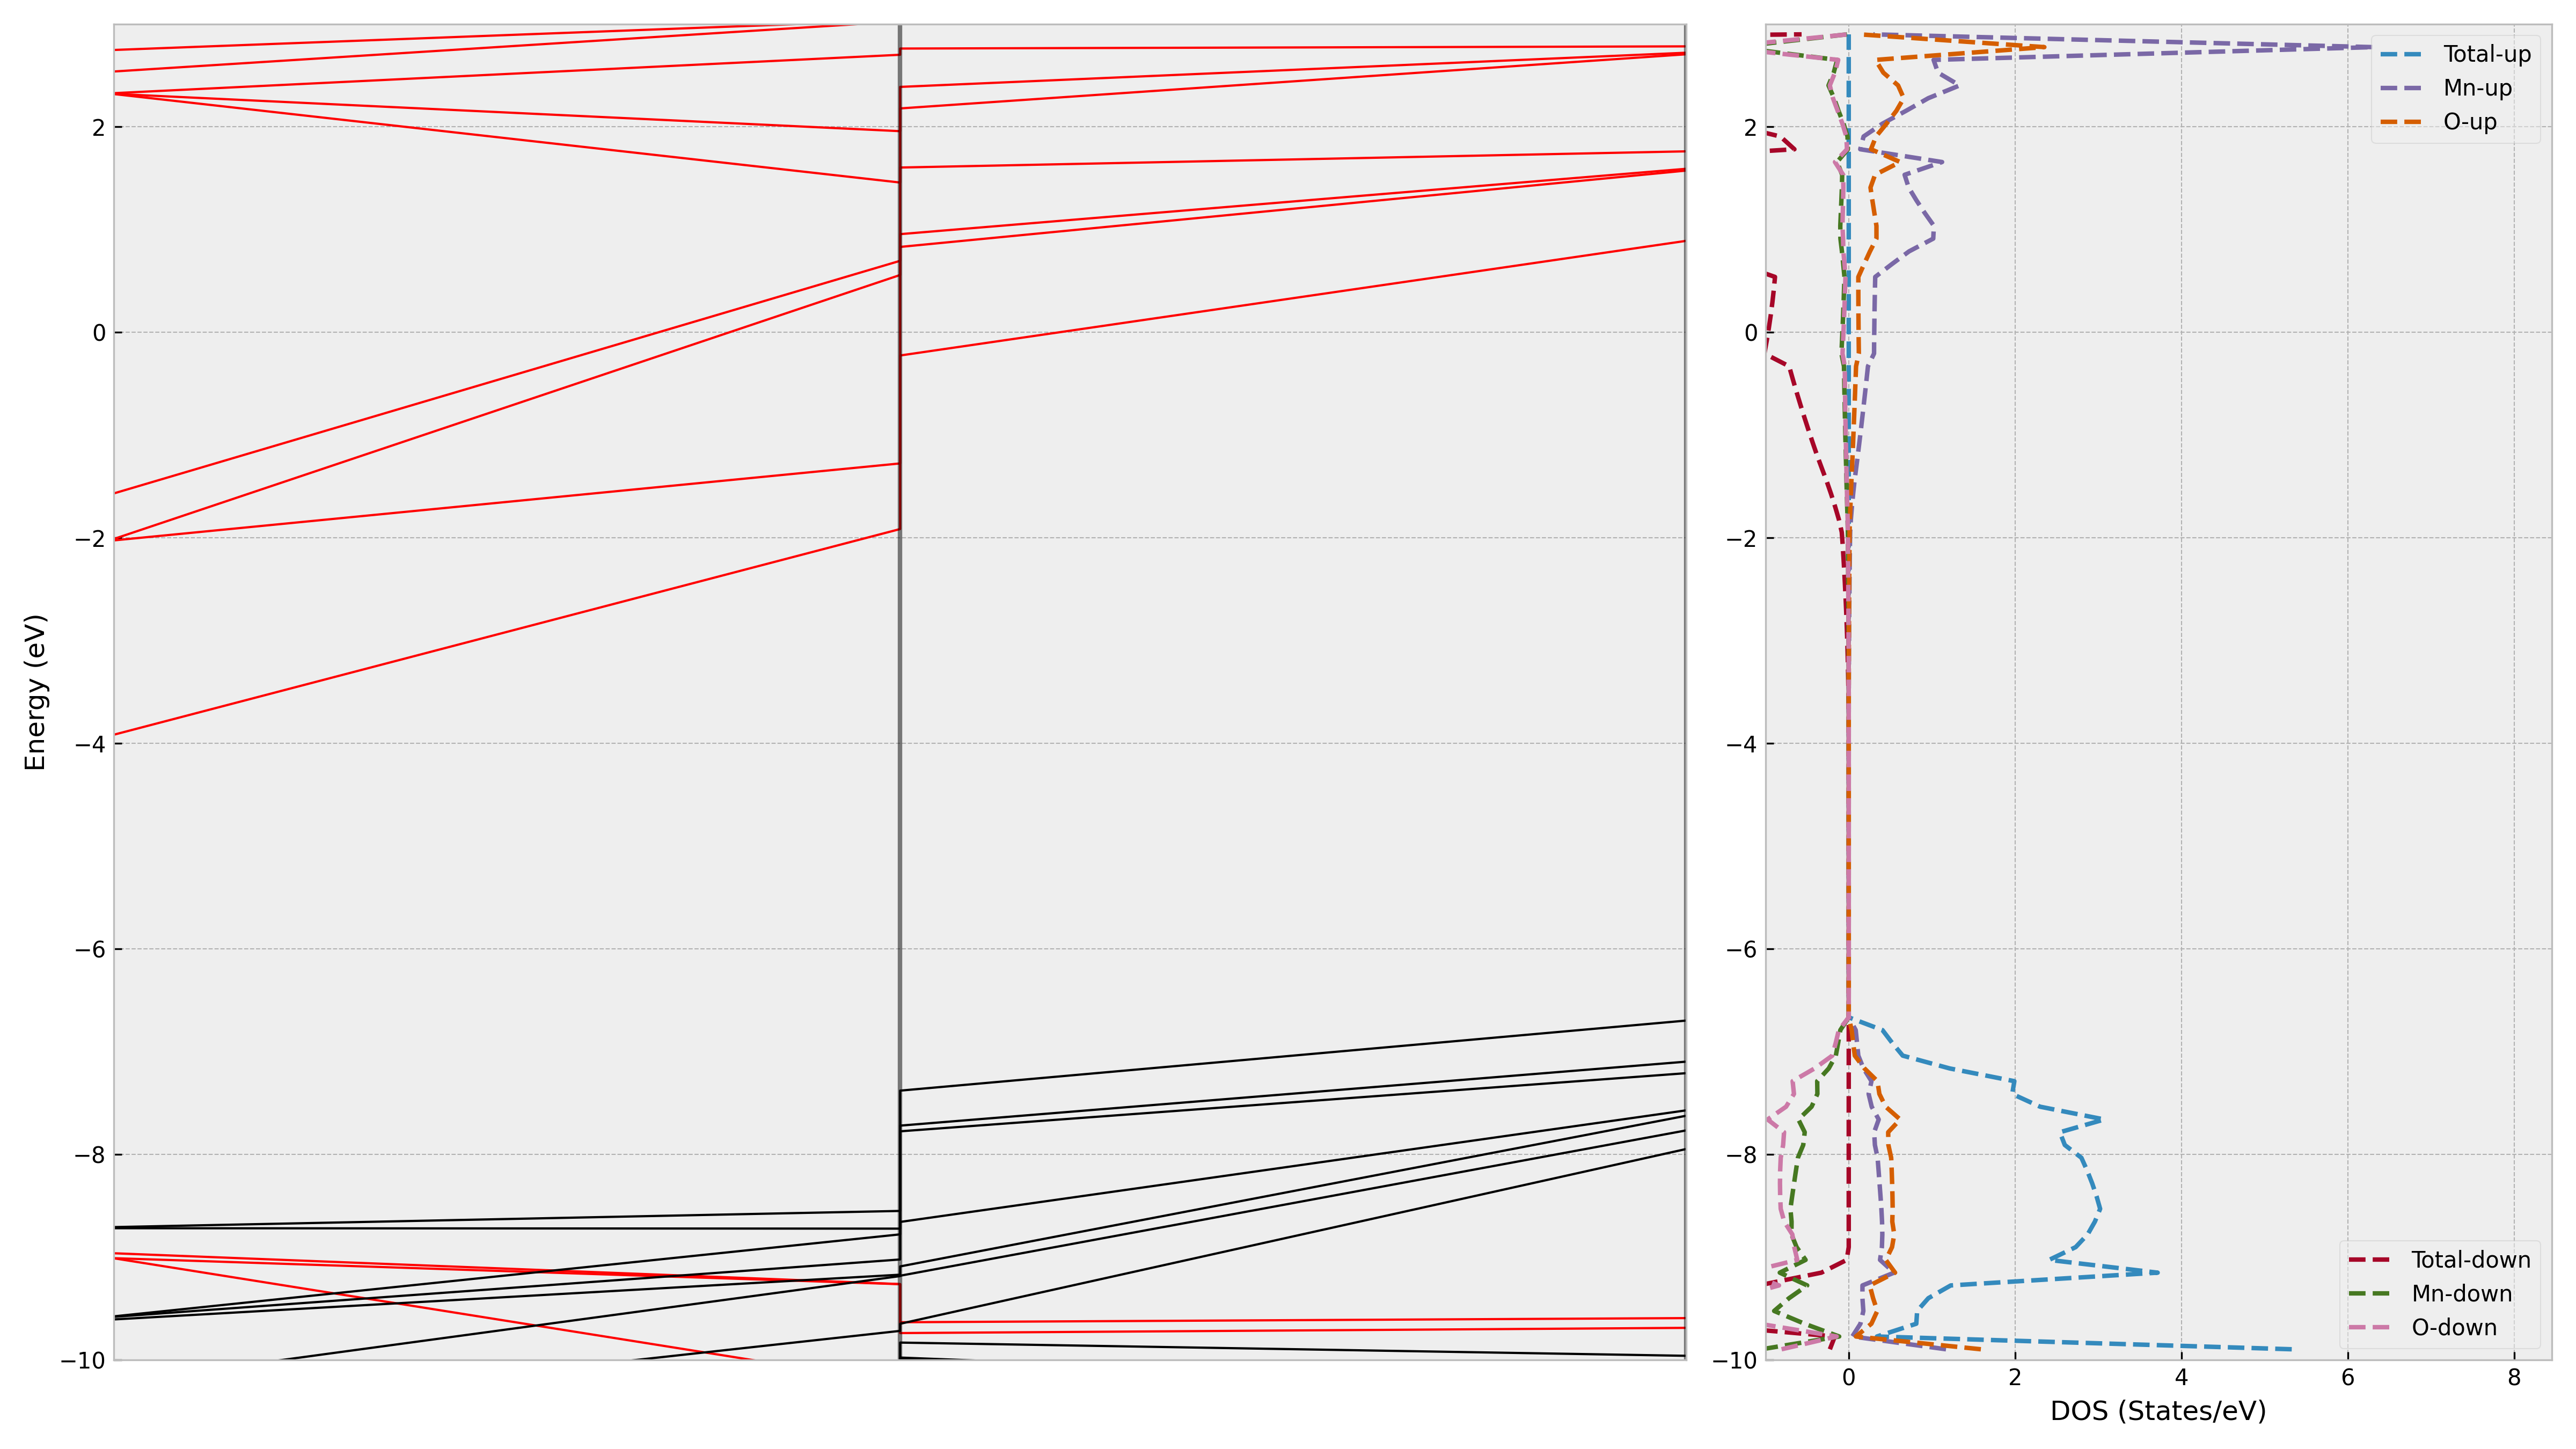 Energy (eV)
2
0
−2
−4
−6
−8
−10
2
0
−2
−4
−6
−8
−10
Total-up
Mn-up
O-up
Total-down
Mn-down
O-down
0 2 4 6 8
DOS (States/eV)